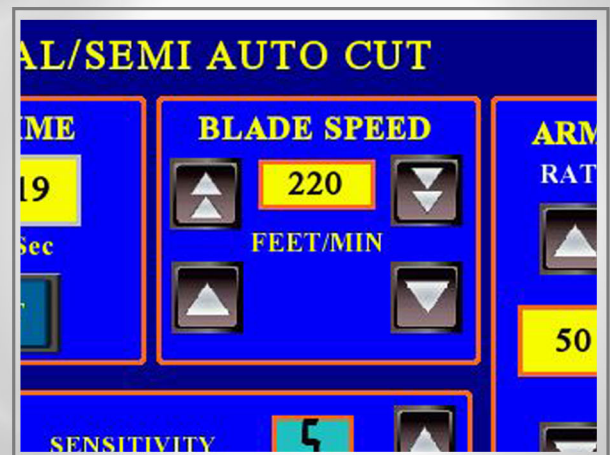 AL/SEMI AUTO CUT
IME
19
Sec
BLADE SPEED
220
FEET/MIN
ARM
RAT
50
SENSITIVITY
5